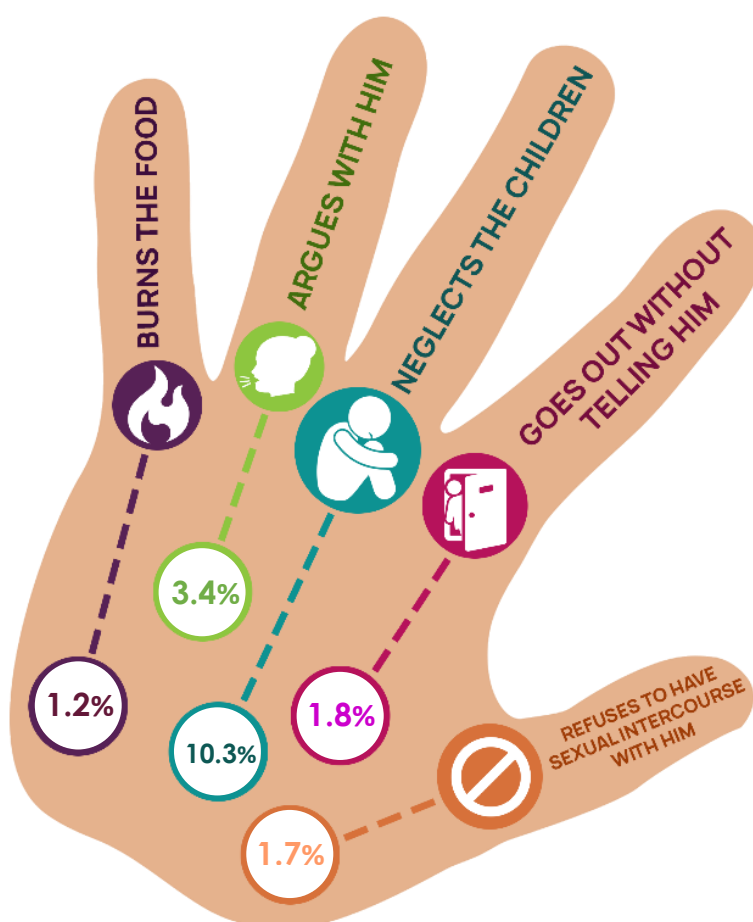 BURNS THE FOOD
ARGUES WITH HIM
NEGLECTS THE CHILDREN
GOES OUT WITHOUT
TELLING HIM
REFUSES TO HAVE
SEXUAL INTERCOURSE
WITH HIM
1.2%
3.4%
10.3%
1.8%
1.7%